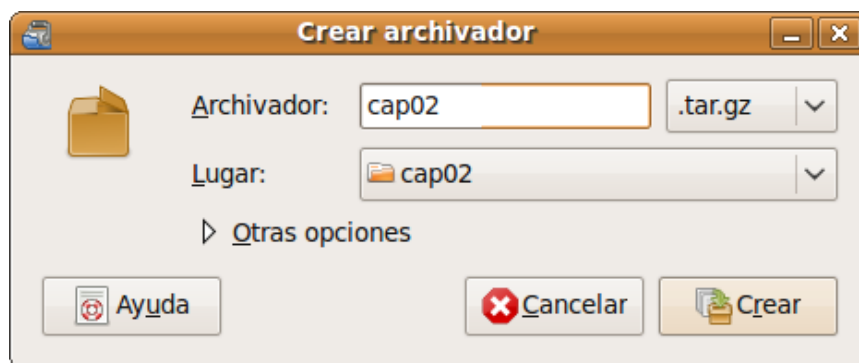 Crear archivador
Archivador: cap02 .tar.gz
Lugar: cap02
Otras opciones
Ayuda Cancelar Crear